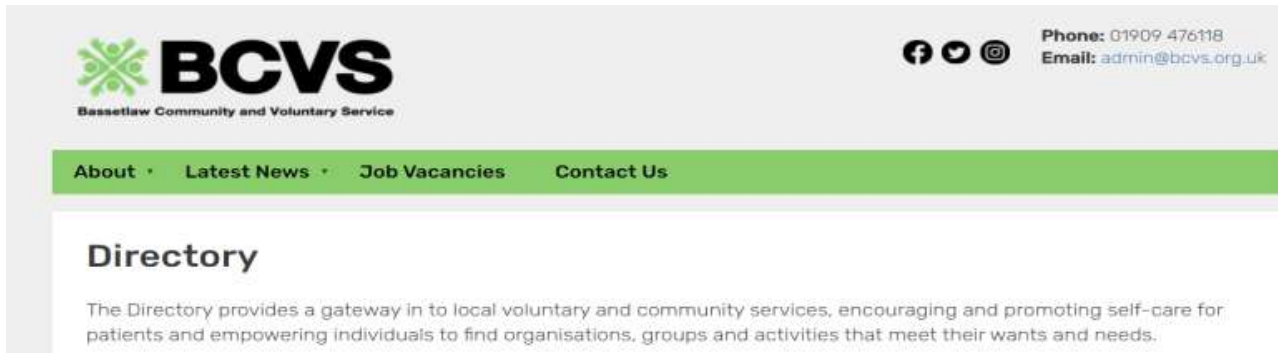 BCVS
Bassetlaw Community and Voluntary Service
Phone: 01909 476118
Email: admin@bcvs.org.uk
About
Latest News
Job Vacancies
Contact Us
Directory
The Directory provides a gateway in to local voluntary and community services, encouraging and promoting self-care for
patients and empowering individuals to find organisations, groups and activities that meet their wants and needs.